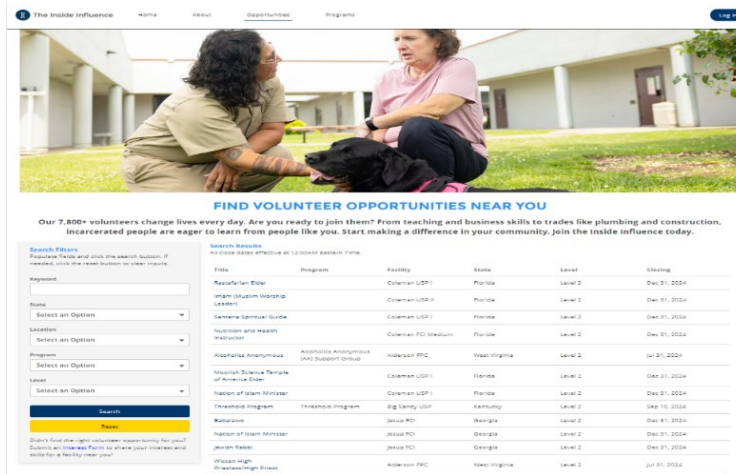 The Inside Influence Home About Opportunities Programs Log In
FIND VOLUNTEER OPPORTUNITIES NEAR YOU
Our 7,800+ volunteers change lives every day. Are you ready to join them? From teaching and business skills to trades like plumbing and construction,
incarcerated people are eager to learn from people like you. Start making a difference in your community. Join the Inside Influence today.
Search Filters
Populate fields and click the search button. If
needed, click the reset button to clear inputs.
Keyword
State
Select an Option
Location
Select an Option
Program
Select an Option
Level
Select an Option
Search
Reset
Didn't find the right volunteer opportunity for you?
Submit an Interest Form to share your interest and
skills for a facility near you!
Search Results
All close dates effective at 12:00AM Eastern Time.
Title Program Facility State Level Closing
Rastafarian Elder Coleman USP I Florida Level 2 Dec 31, 2024
Imam (Muslim Worship
Leader) Coleman USP II Florida Level 2 Dec 31, 2024
Santeria Spiritual Guide Coleman USP I Florida Level 2 Dec 31, 2024
Nutrition and Health
Instructor Coleman FCI Medium Florida Level 2 Dec 31, 2024
Alcoholics Anonymous Alcoholics Anonymous
(AA) Support Group Alderson FPC West Virginia Level 2 Jul 31, 2024
Moorish Science Temple
of America Elder Coleman USP I Florida Level 2 Dec 31, 2024
Nation of Islam Minister Coleman USP I Florida Level 2 Dec 31, 2024
Threshold Program Threshold Program Big Sandy USP Kentucky Level 2 Sep 10, 2024
Babalawo Jesup FCI Georgia Level 2 Dec 31, 2024
Nation of Islam Minister Jesup FCI Georgia Level 2 Dec 31, 2024
Jewish Rabbi Jesup FCI Georgia Level 2 Dec 31, 2024
Wiccan High
Priestess/High Priest Alderson FPC West Virginia Level 2 Jul 31, 2024